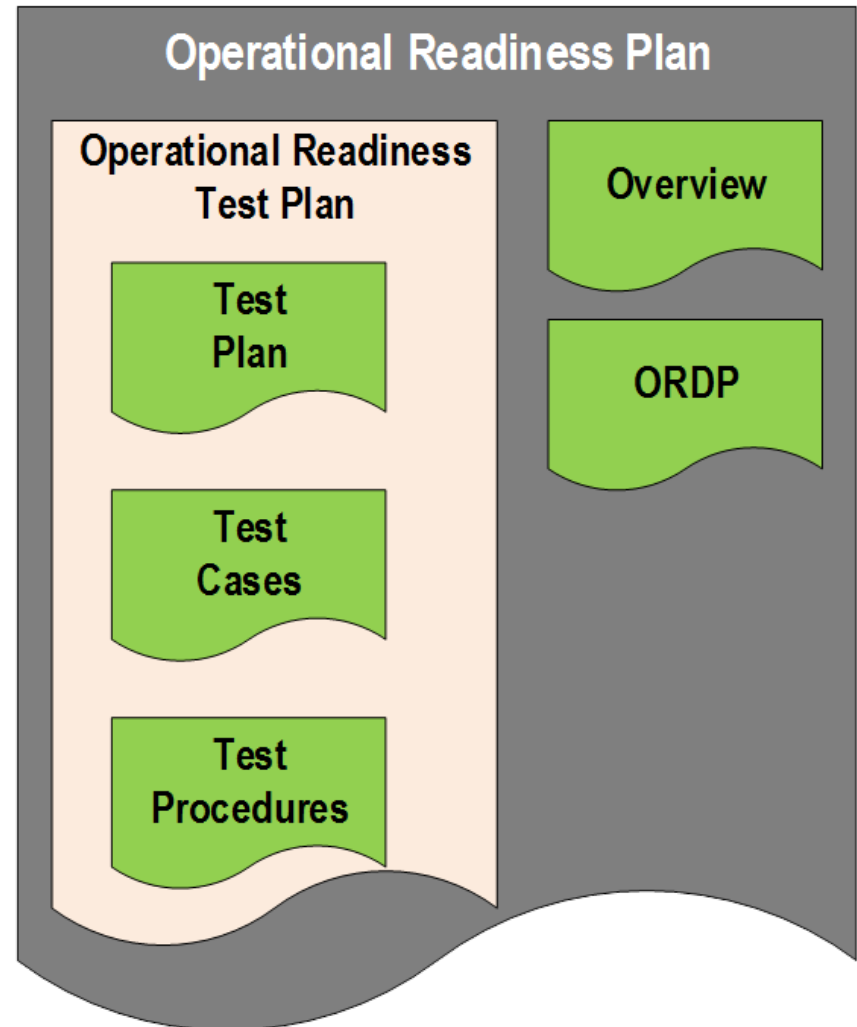 Operational Readiness Plan
Operational Readiness
Test Plan
Test
Plan
Test
Cases
Test
Procedures
Overview
ORDP